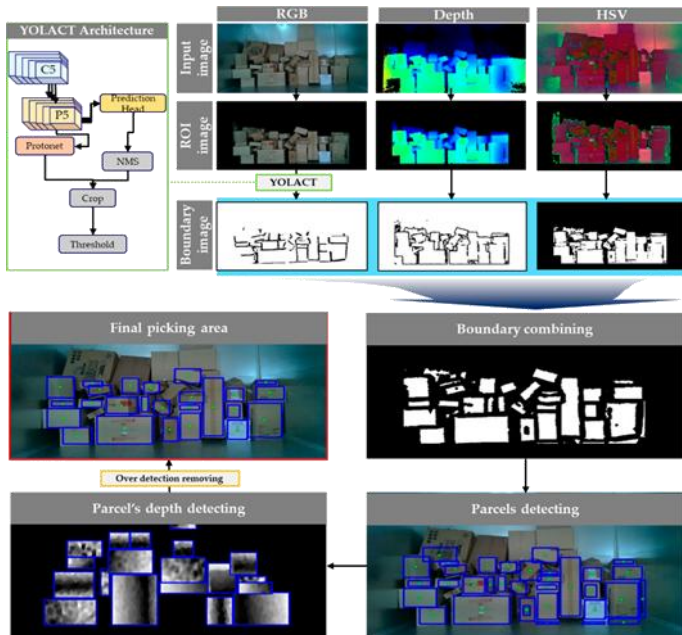 YOLACT Architecture
C5
P5
Prediction
Head
Protonet
NMS
Crop
Threshold
RGB
Depth
HSV
Input
image
ROI
image
YOLACT
Boundary
image
Final picking area
Boundary combining
Over detection removing
Parcel's depth detecting
Parcels detecting